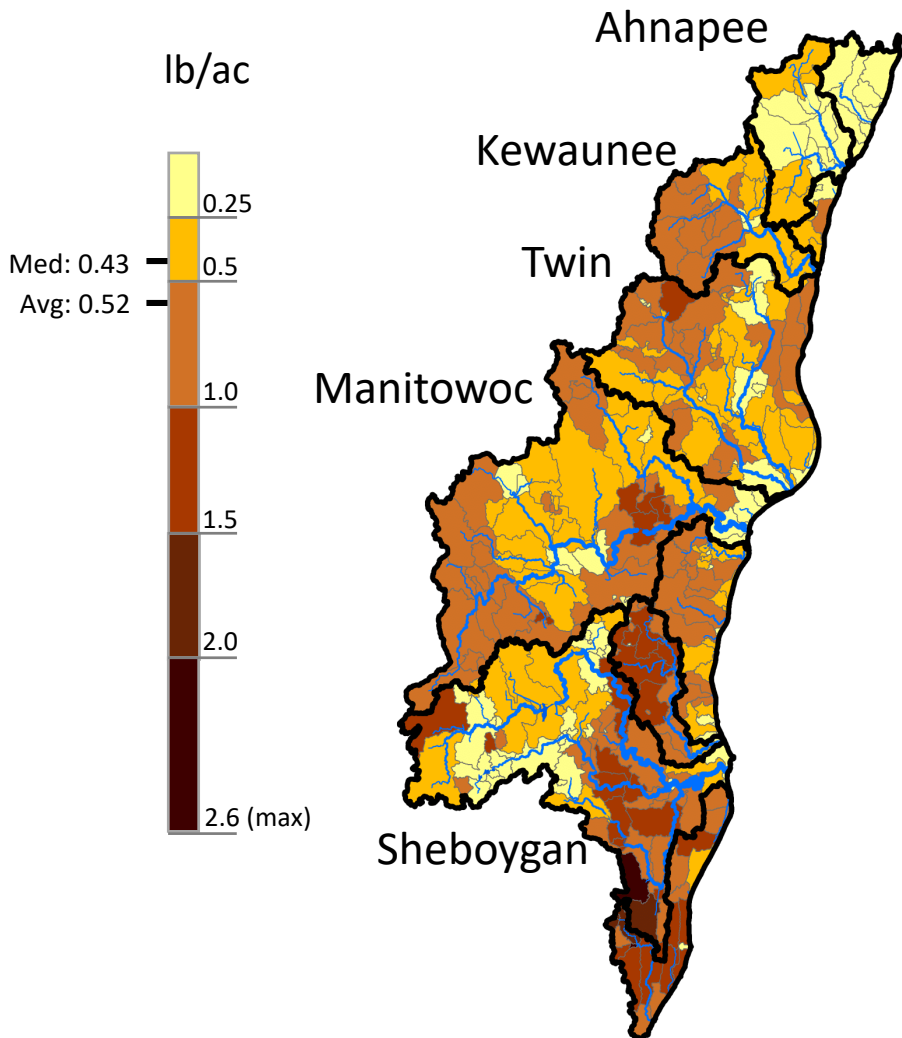 Ahnapee
lb/ac
Kewaunee
0.25
Med: 0.43
0.5
Twin
Avg: 0.52
Manitowoc
1.0
1.5
2.0
2.6 (max)
Sheboygan